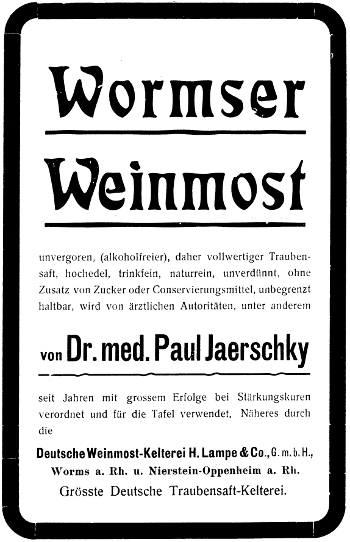 Wormser
Weinmost
unvergoren, (alkoholfreier), daher vollwertiger Trauben-
saft, hochedel, trinkfein, naturrein, unverdünnt, ohne
Zusatz von Zucker oder Conservierungsmittel, unbegrenzt
haltbar, wird von ärztlichen Autoritäten, unter anderem
von Dr. med. Paul Jaerschky
seit Jahren mit grossem Erfolge bei Stärkungskuren
verordnet und für die Tafel verwendet. Näheres durch
die
Deutsche Weinmost-Kelterei H. Lampe & Co., G. m. b. H.,
Worms a. Rh. u. Nierstein-Oppenheim a. Rh.
Grösste Deutsche Traubensaft-Kelterei.